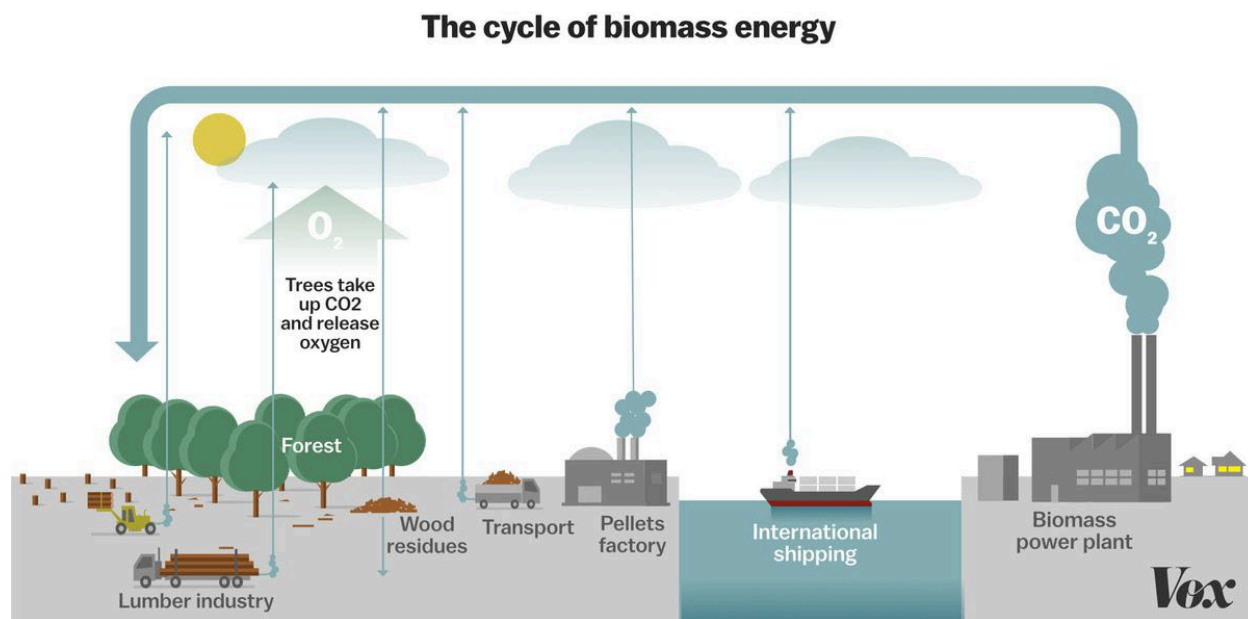 The cycle of biomass energy
O₂
Trees take
up CO2
and release
oxygen
CO₂
Forest
Wood
residues
Transport
Pellets
factory
International
shipping
Biomass
power plant
Lumber industry
Vox